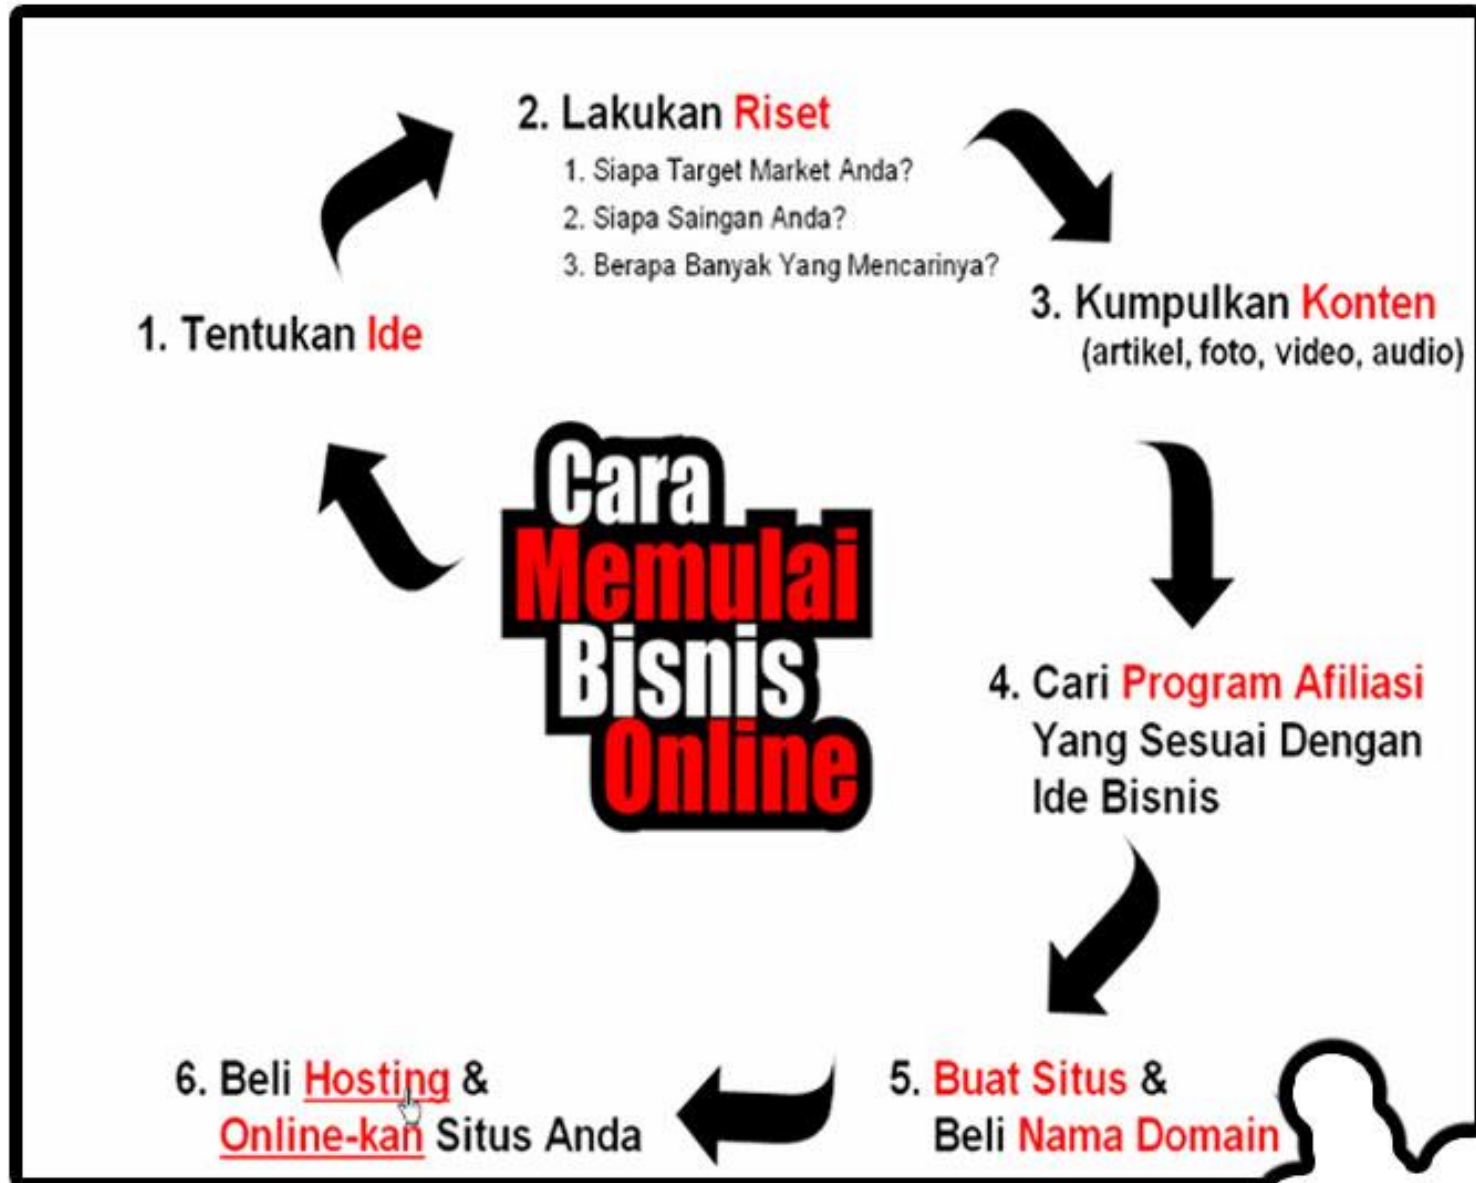 1. Tentukan Ide
2. Lakukan Riset
1. Siapa Target Market Anda?
2. Siapa Saingan Anda?
3. Berapa Banyak Yang Mencarinya?
3. Kumpulkan Konten
(artikel, foto, video, audio)
4. Cari Program Afiliasi
Yang Sesuai Dengan
Ide Bisnis
5. Buat Situs &
Beli Nama Domain
6. Beli Hosting &
Online-kan Situs Anda
Cara
Memulai
Bisnis
Online